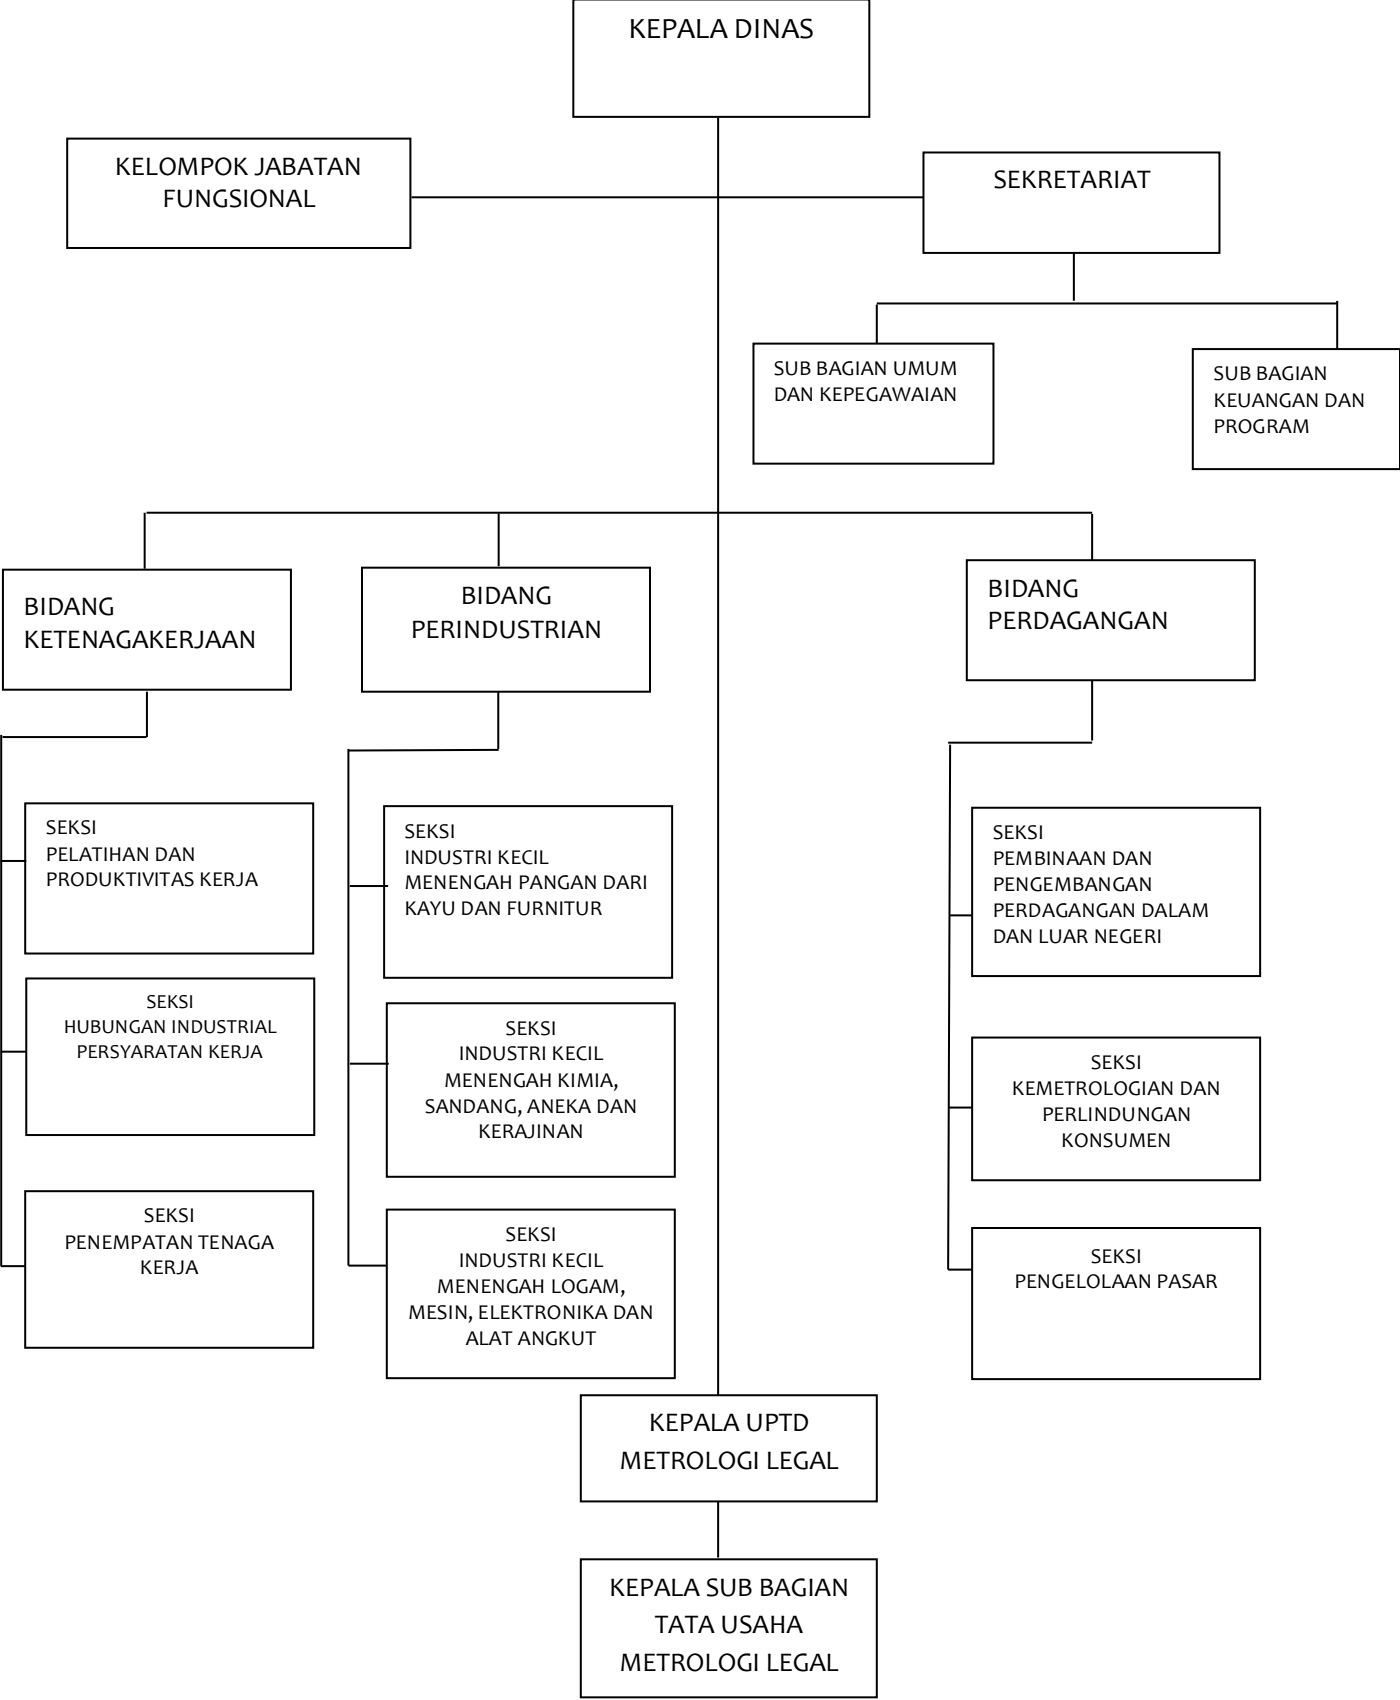 KEPALA DINAS
KELOMPOK JABATAN
FUNGSIONAL
SEKRETARIAT
SUB BAGIAN UMUM
DAN KEPEGAWAIAN
SUB BAGIAN
KEUANGAN DAN
PROGRAM
BIDANG
KETENAGAKERJAAN
BIDANG
PERINDUSTRIAN
BIDANG
PERDAGANGAN
SEKSI
PELATIHAN DAN
PRODUKTIVITAS KERJA
SEKSI
HUBUNGAN INDUSTRIAL
PERSYARATAN KERJA
SEKSI
PENEMPATAN TENAGA
KERJA
SEKSI
INDUSTRI KECIL
MENENGAH PANGAN DARI
KAYU DAN FURNITUR
SEKSI
INDUSTRI KECIL
MENENGAH KIMIA,
SANDANG, ANEKA DAN
KERAJINAN
SEKSI
INDUSTRI KECIL
MENENGAH LOGAM,
MESIN, ELEKTRONIKA DAN
ALAT ANGKUT
SEKSI
PEMBINAAN DAN
PENGEMBANGAN
PERDAGANGAN DALAM
DAN LUAR NEGERI
SEKSI
KEMETROLOGIAN DAN
PERLINDUNGAN
KONSUMEN
SEKSI
PENGELOLAAN PASAR
KEPALA UPTD
METROLOGI LEGAL
KEPALA SUB BAGIAN
TATA USAHA
METROLOGI LEGAL